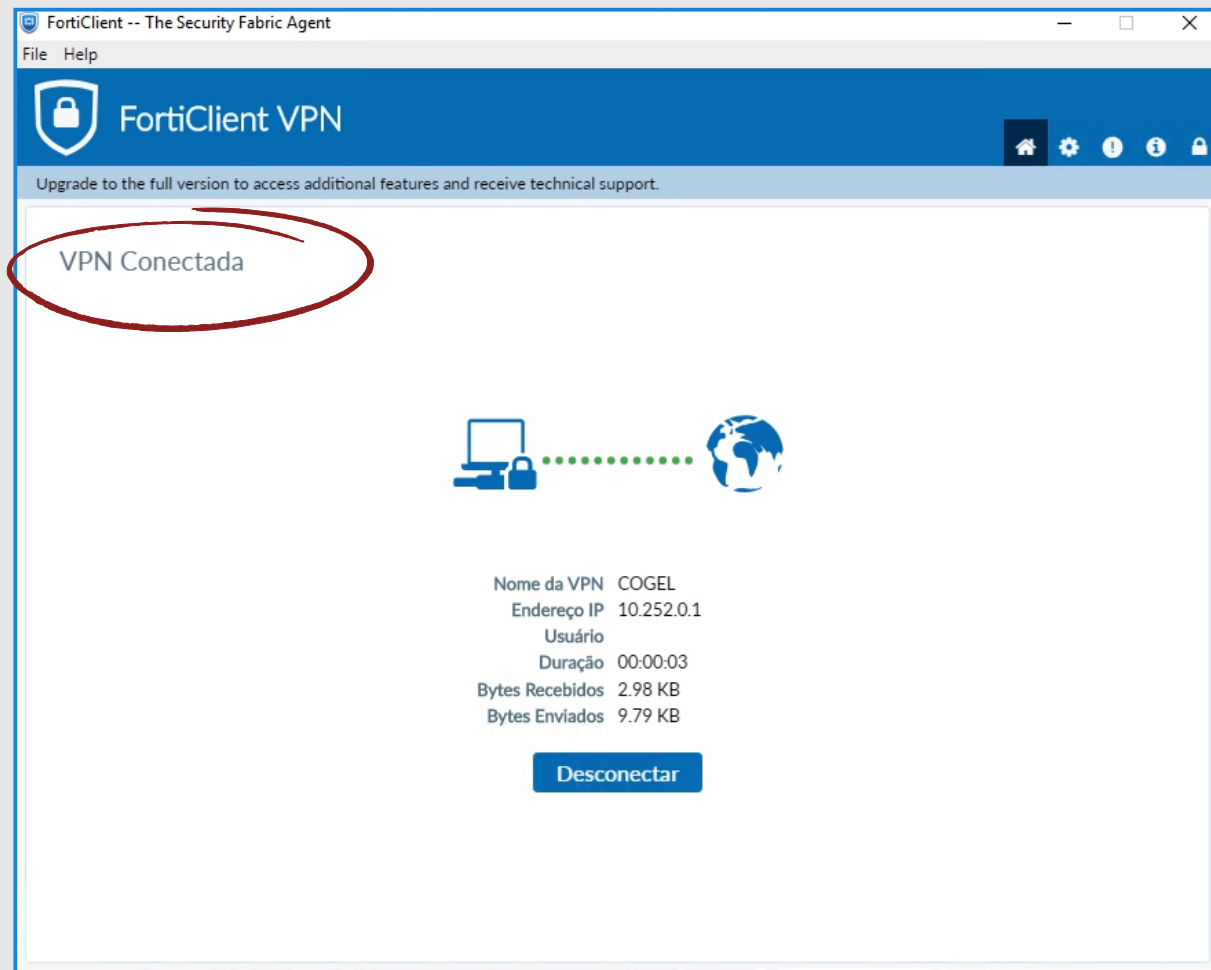 FortiClient -- The Security Fabric Agent
File Help
FortiClient VPN
Upgrade to the full version to access additional features and receive technical support.
VPN Conectada
Nome da VPN COGEL
Endereço IP 10.252.0.1
Usuário
Duração 00:00:03
Bytes Recebidos 2.98 KB
Bytes Enviados 9.79 KB
Desconectar